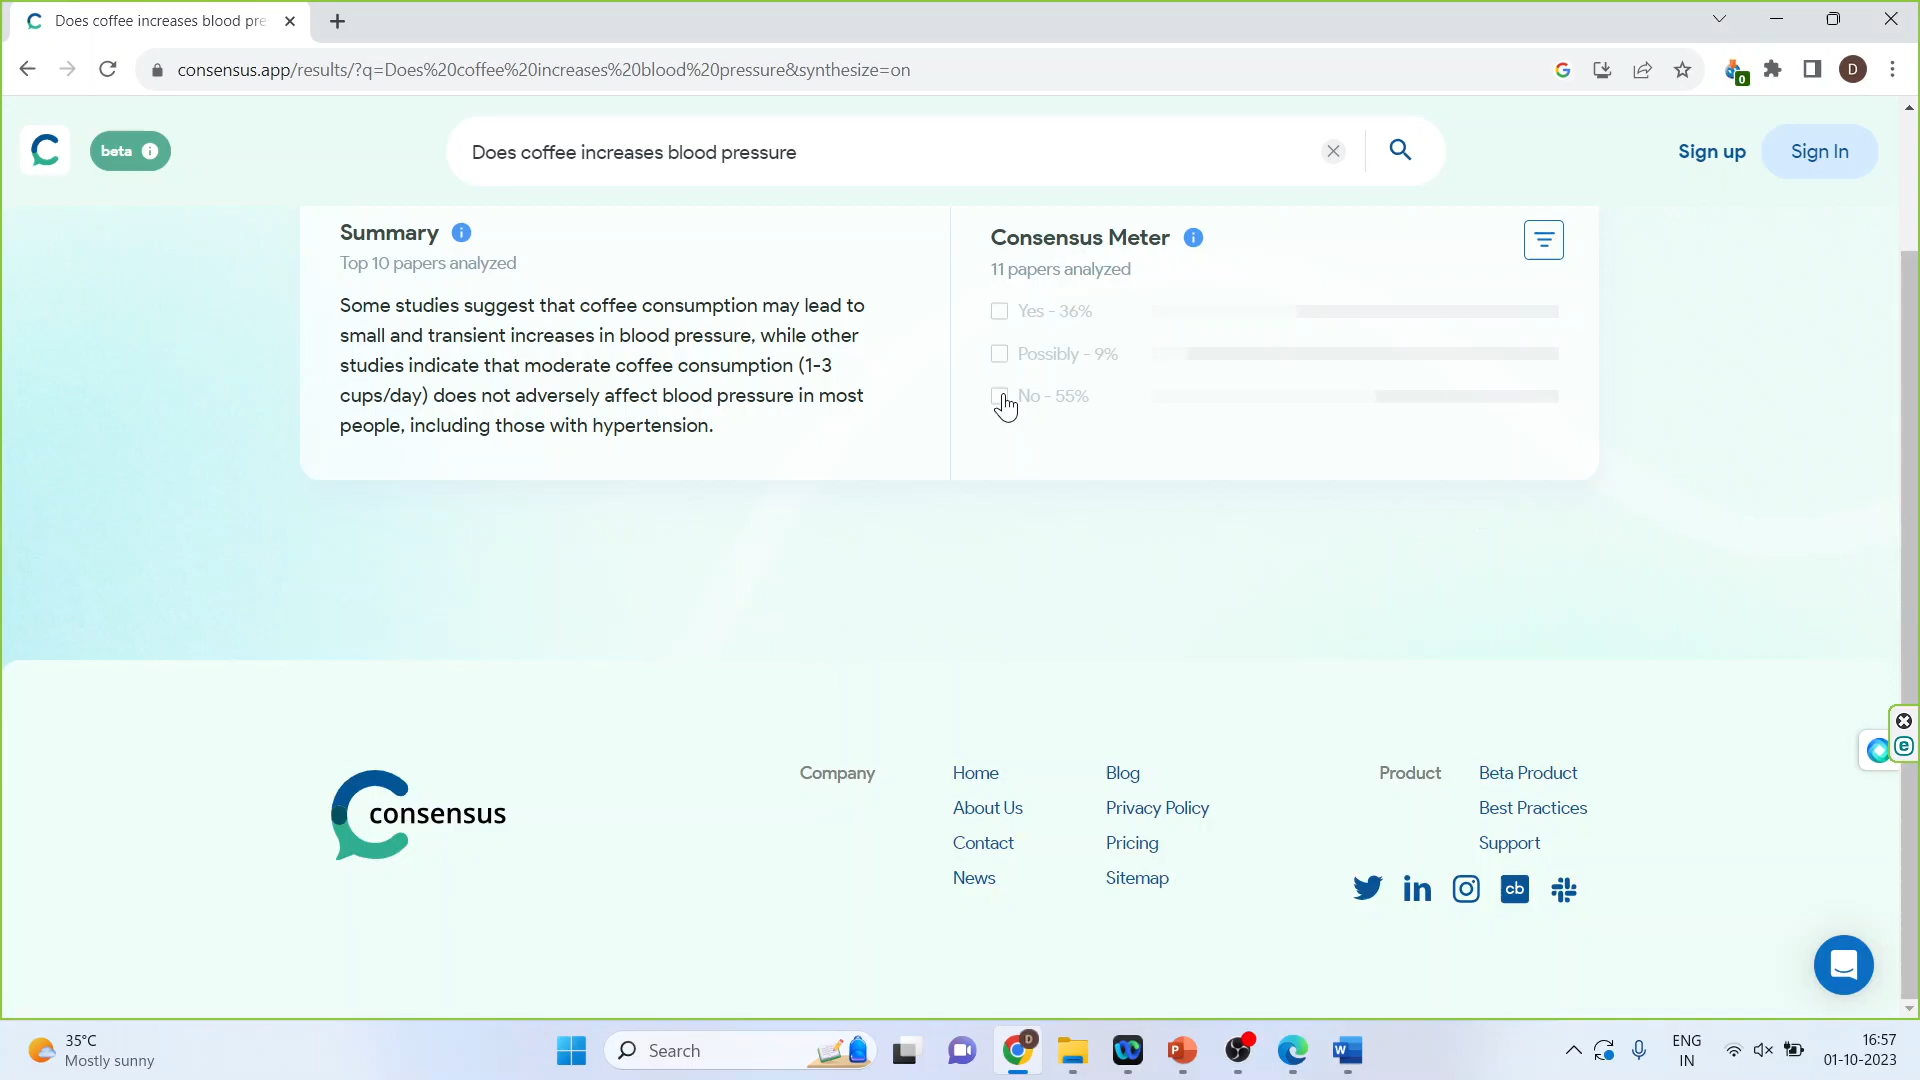 Does coffee increases blood pre
consensus.app/results/?q=Does%20coffee%20increases%20blood%20pressure&synthesize=on
0
D
beta
Does coffee increases blood pressure
Sign up
Sign In
Summary
Top 10 papers analyzed
Some studies suggest that coffee consumption may lead to
small and transient increases in blood pressure, while other
studies indicate that moderate coffee consumption (1-3
cups/day) does not adversely affect blood pressure in most
people, including those with hypertension.
Consensus Meter
11 papers analyzed
Yes - 36%
Possibly - 9%
No - 55%
consensus
Company
Home
About Us
Contact
News
Blog
Privacy Policy
Pricing
Sitemap
Product
Beta Product
Best Practices
Support
in
cb
e
35°C
Mostly sunny
Search
D
P
W
ENG
IN
16:57
01-10-2023